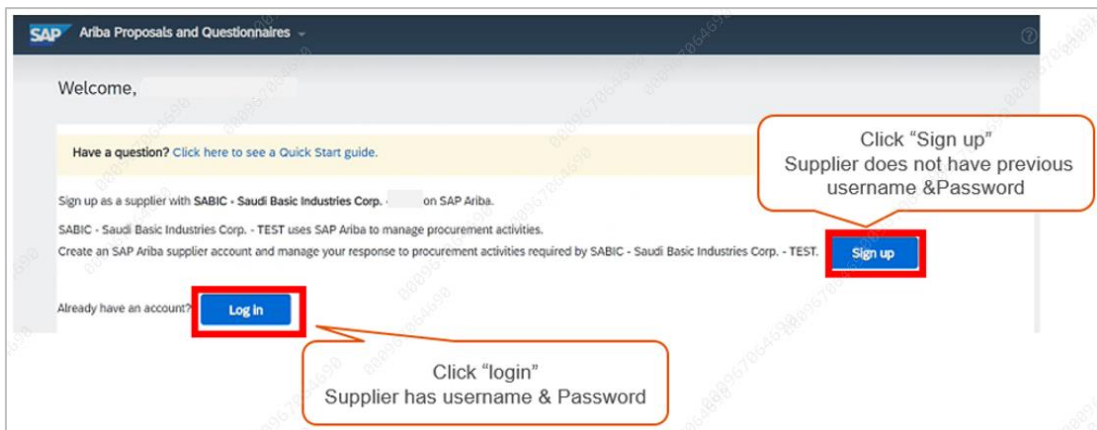 SAP Ariba Proposals and Questionnaires
Welcome,
Have a question? Click here to see a Quick Start guide.
Click “Sign up”
Supplier does not have previous
username &Password
Sign up as a supplier with SABIC - Saudi Basic Industries Corp. - on SAP Ariba.
SABIC - Saudi Basic Industries Corp. - TEST uses SAP Ariba to manage procurement activities.
Create an SAP Ariba supplier account and manage your response to procurement activities required by SABIC - Saudi Basic Industries Corp. - TEST. Sign up
Already have an account? Log in
Click “login”
Supplier has username & Password